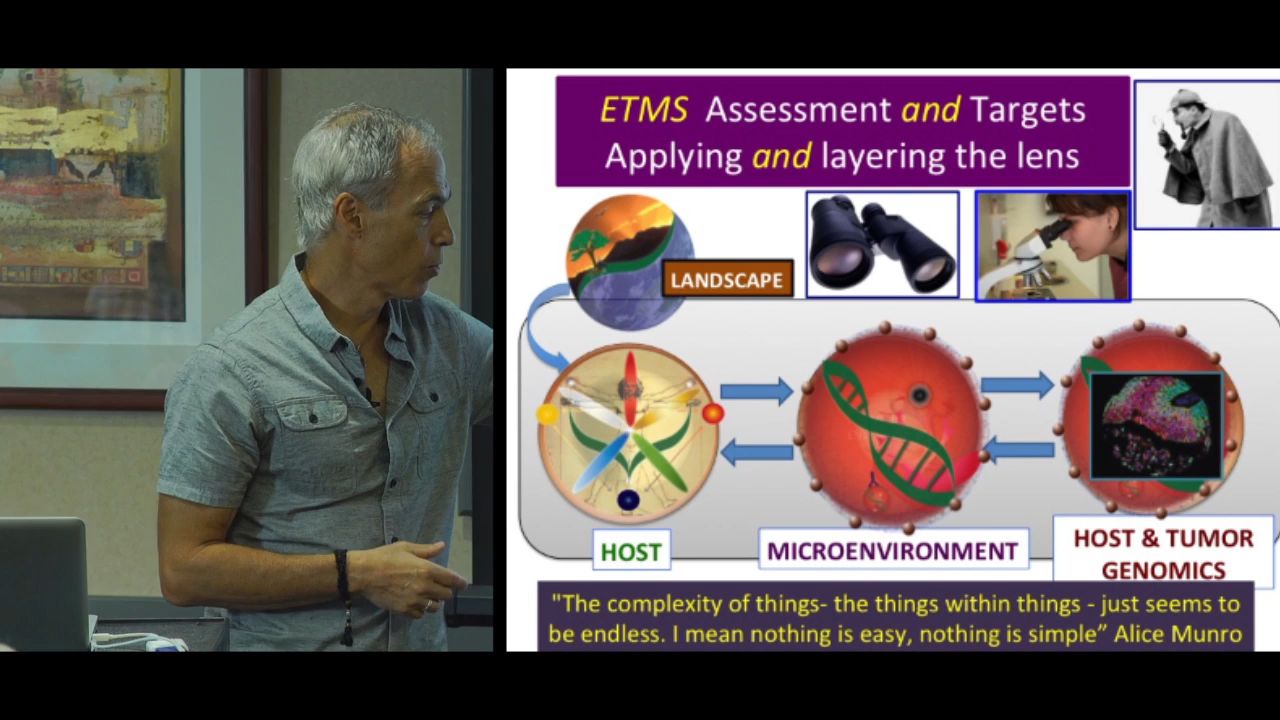 ETMS Assessment and Targets
Applying and layering the lens
LANDSCAPE
HOST
MICROENVIRONMENT
HOST & TUMOR
GENOMICS
"The complexity of things- the things within things - just seems to
be endless. I mean nothing is easy, nothing is simple” Alice Munro